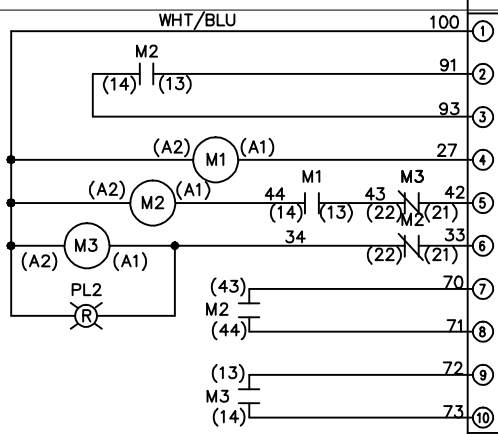 WHT/BLU 100 1
M2 91 2
(14) (13)
93 3
(A2) M1 (A1) 27 4
M1 M3
(A2) M2 (A1) 44 43 42 5
(14) (13) (22) (21)
M2
M3 34 33 6
(A2) (A1) (22) (21)
PL2
R
(43) 70 7
M2
(44) 71 8
(13) 72 9
M3
(14) 73 10